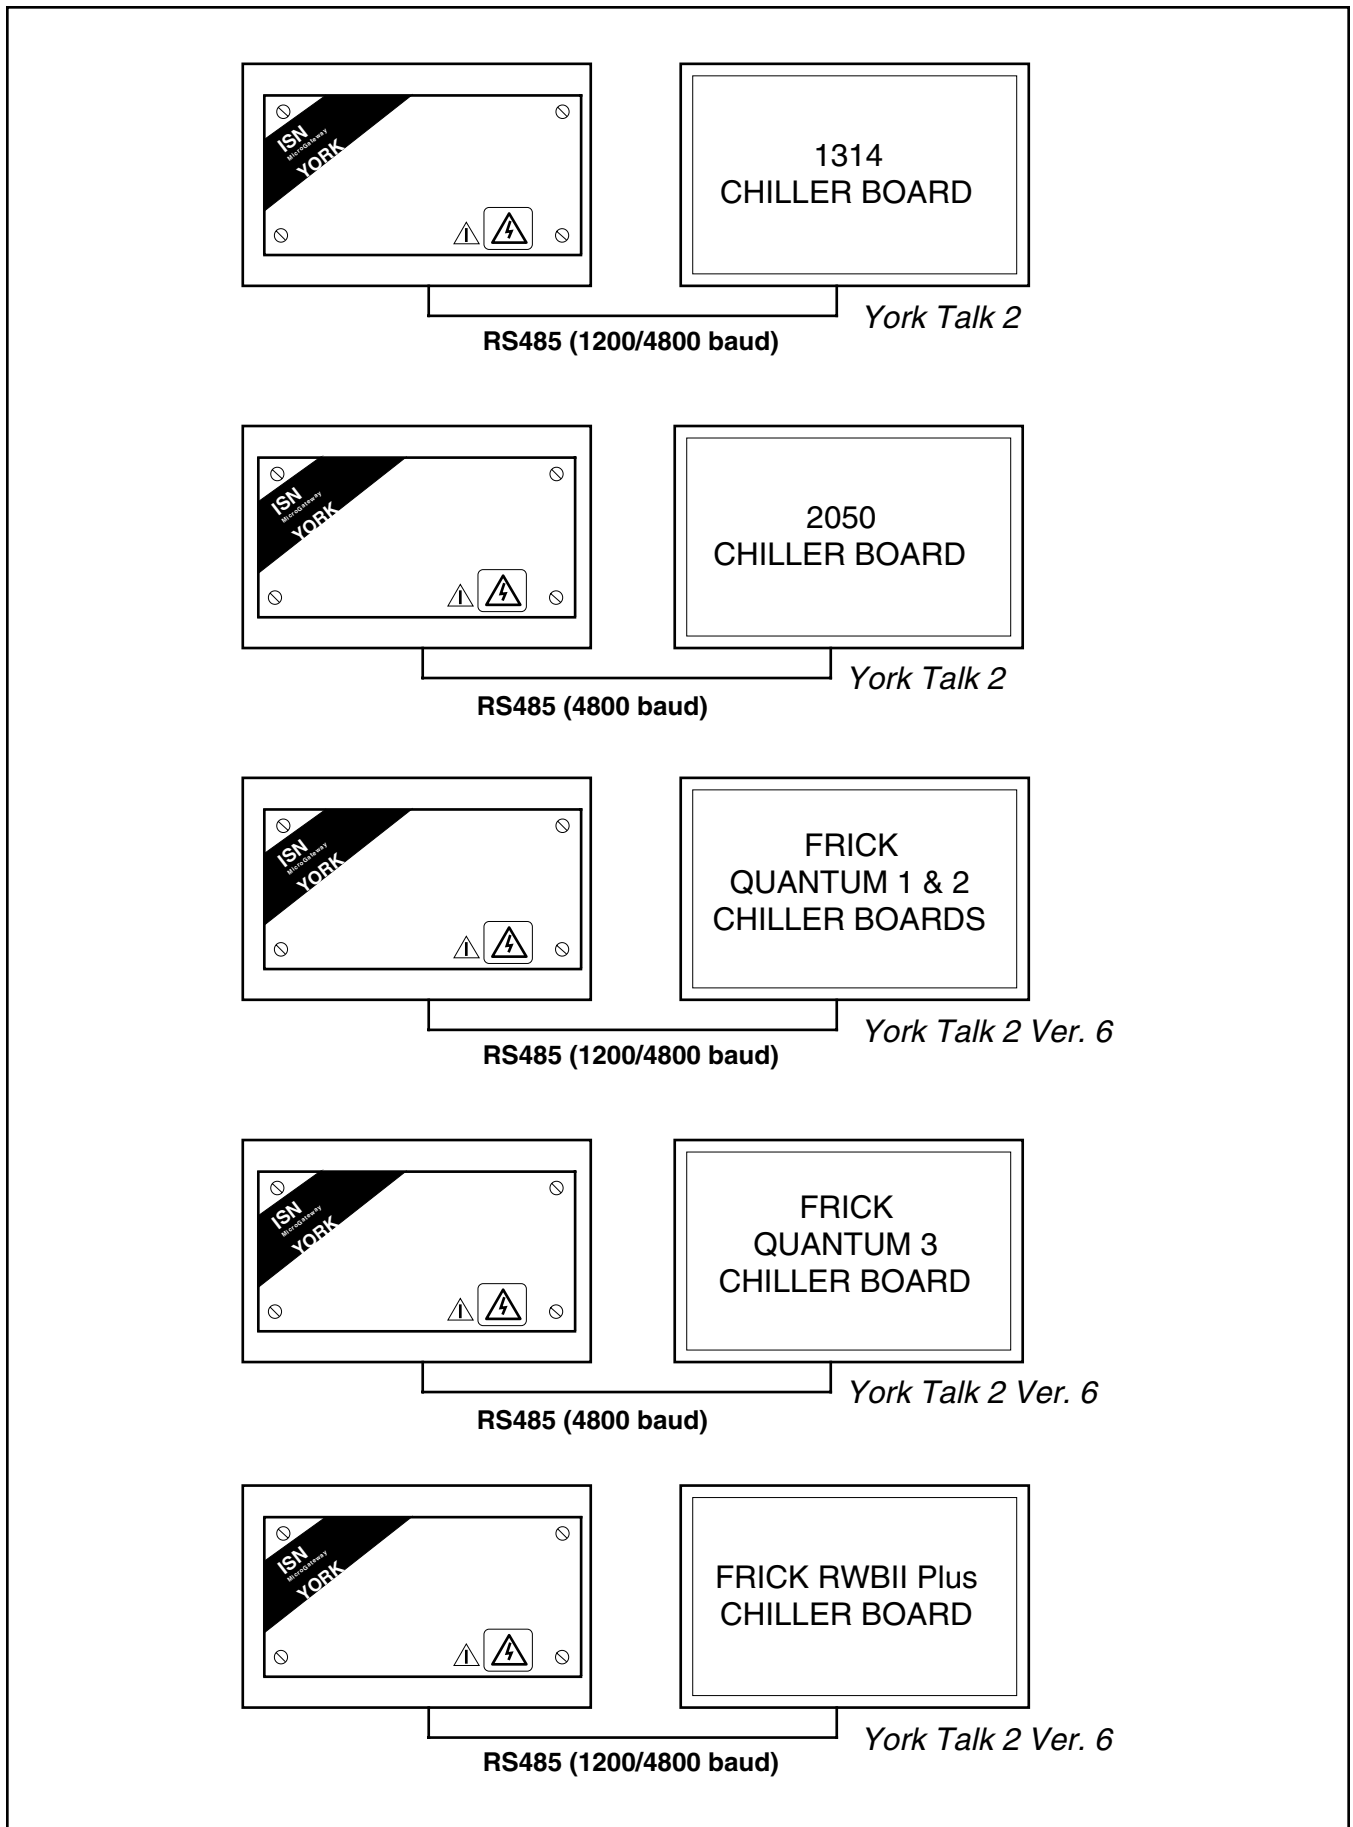 ISN
MicroGateway
YORK
1314
CHILLER BOARD
York Talk 2
RS485 (1200/4800 baud)
ISN
MicroGateway
YORK
2050
CHILLER BOARD
York Talk 2
RS485 (4800 baud)
ISN
MicroGateway
YORK
FRICK
QUANTUM 1 & 2
CHILLER BOARDS
York Talk 2 Ver. 6
RS485 (1200/4800 baud)
ISN
MicroGateway
YORK
FRICK
QUANTUM 3
CHILLER BOARD
York Talk 2 Ver. 6
RS485 (4800 baud)
ISN
MicroGateway
YORK
FRICK RWBII Plus
CHILLER BOARD
York Talk 2 Ver. 6
RS485 (1200/4800 baud)